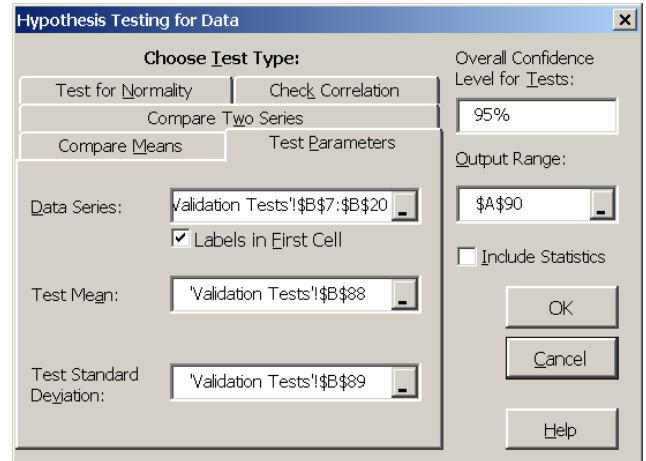 Hypothesis Testing for Data
Choose Test Type:
Test for Normality
Check Correlation
Compare Two Series
Compare Means
Test Parameters
Data Series:
Validation Tests'!$B$7:$B$20
Labels in First Cell
Test Mean:
'Validation Tests'!$B$88
Test Standard
Deviation:
'Validation Tests'!$B$89
Overall Confidence
Level for Tests:
95%
Output Range:
$A$90
Include Statistics
OK
Cancel
Help